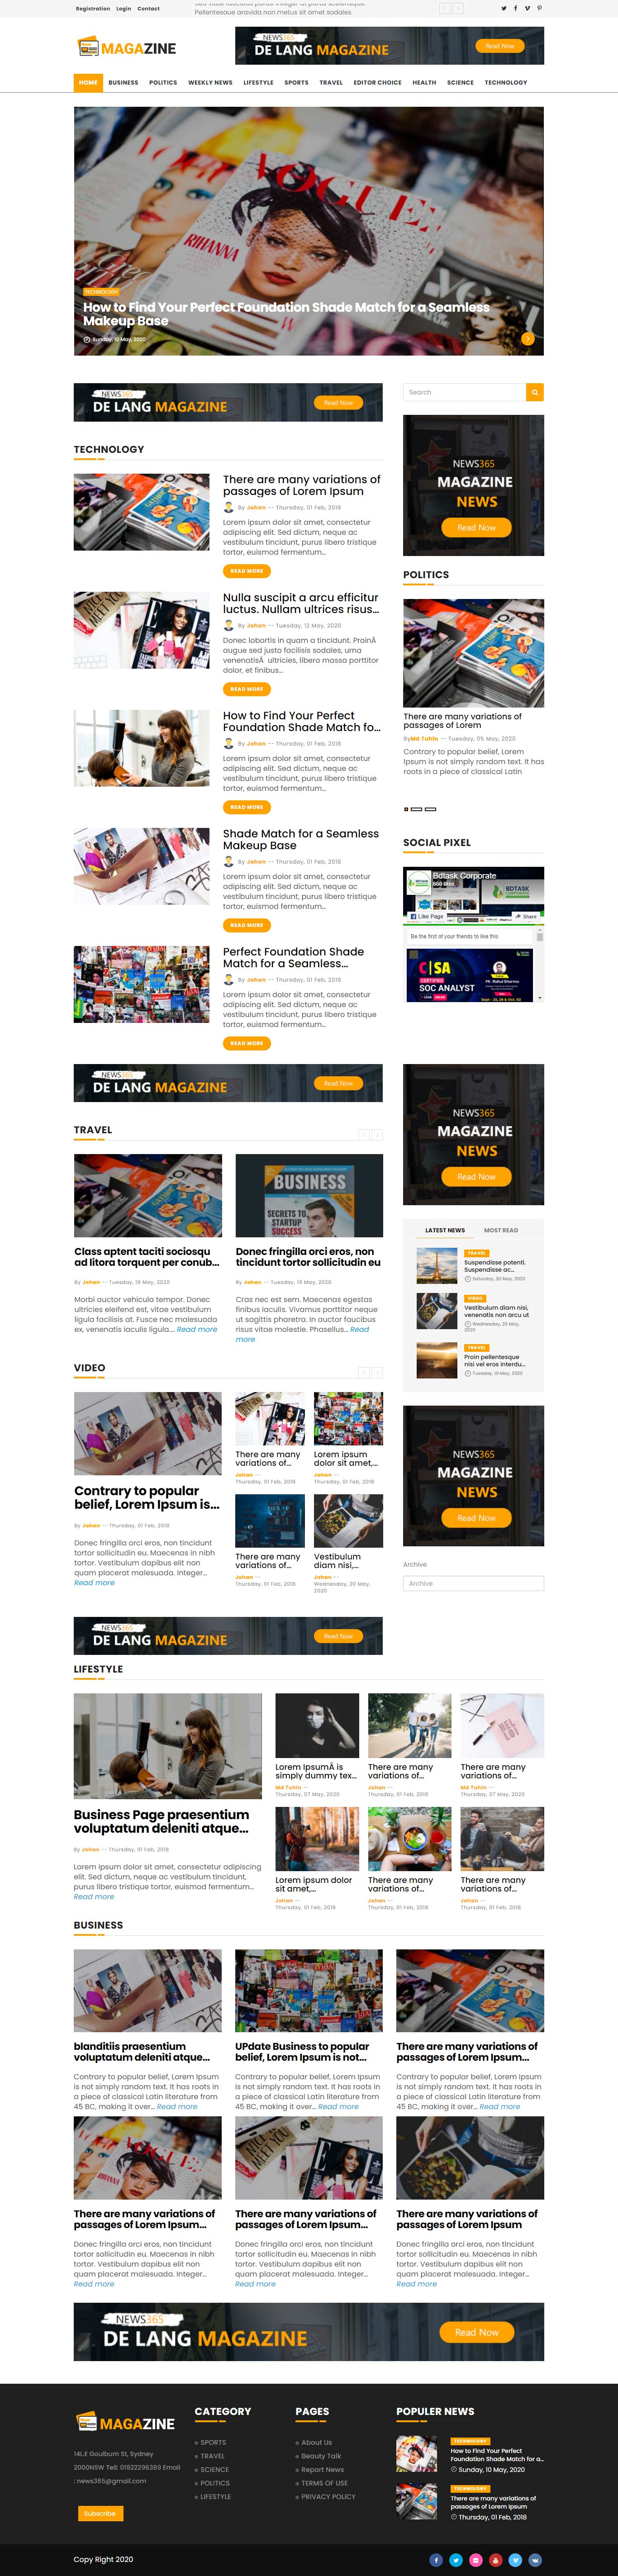 Registration Login Contact
Pellentesque gravida non metus sit amet sodales.
MAGAZINE
NEWS365
DE LANG MAGAZINE
Read Now
HOME BUSINESS POLITICS WEEKLY NEWS LIFESTYLE SPORTS TRAVEL EDITOR CHOICE HEALTH SCIENCE TECHNOLOGY
VOGUE
RIHANNA
TECHNOLOGY
How to Find Your Perfect Foundation Shade Match for a Seamless
Makeup Base
Sunday, 10 May, 2020
NEWS365
DE LANG MAGAZINE
Read Now
Search
NEWS365
MAGAZINE
NEWS
Read Now
TECHNOLOGY
There are many variations of
passages of Lorem Ipsum
By Johan -- Thursday, 01 Feb, 2018
Lorem ipsum dolor sit amet, consectetur
adipiscing elit. Sed dictum, neque ac
vestibulum tincidunt, purus libero tristique
tortor, euismod fermentum...
READ MORE
Nulla suscipit a arcu efficitur
luctus. Nullam ultrices risus...
By Johan -- Tuesday, 12 May, 2020
Donec lobortis in quam a tincidunt. ProinÂ
augue sed justo facilisis sodales, urna
venenatisÂ ultricies, libero massa porttitor
dolor, et finibus...
READ MORE
How to Find Your Perfect
Foundation Shade Match fo...
By Johan -- Thursday, 01 Feb, 2018
Lorem ipsum dolor sit amet, consectetur
adipiscing elit. Sed dictum, neque ac
vestibulum tincidunt, purus libero tristique
tortor, euismod fermentum...
READ MORE
Shade Match for a Seamless
Makeup Base
By Johan -- Thursday, 01 Feb, 2018
Lorem ipsum dolor sit amet, consectetur
adipiscing elit. Sed dictum, neque ac
vestibulum tincidunt, purus libero tristique
tortor, euismod fermentum...
READ MORE
Perfect Foundation Shade
Match for a Seamless...
By Johan -- Thursday, 01 Feb, 2018
Lorem ipsum dolor sit amet, consectetur
adipiscing elit. Sed dictum, neque ac
vestibulum tincidunt, purus libero tristique
tortor, euismod fermentum...
READ MORE
POLITICS
There are many variations of
passages of Lorem
ByMd Tuhin -- Tuesday, 05 May, 2020
Contrary to popular belief, Lorem
Ipsum is not simply random text. It has
roots in a piece of classical Latin
SOCIAL PIXEL
Bdtask Corporate
660 likes
BDTASK
Like Page
Share
Be the first of your friends to like this
C|SA
CERTIFIED
SOC ANALYST
Mr. Rahul Sharma
NEWS365
DE LANG MAGAZINE
Read Now
NEWS365
MAGAZINE
NEWS
Read Now
TRAVEL
BUSINESS
SECRETS TO
STARTUP
SUCCESS
Class aptent taciti sociosqu
ad litora torquent per conub...
By Johan -- Tuesday, 19 May, 2020
Morbi auctor vehicula tempor. Donec
ultricies eleifend est, vitae vestibulum
ligula facilisis at. Fusce nec malesuada
ex, venenatis iaculis ligula.... Read more
Donec fringilla orci eros, non
tincidunt tortor sollicitudin eu
By Johan -- Tuesday, 19 May, 2020
Cras nec est sem. Maecenas egestas
finibus iaculis. Vivamus porttitor neque
ut sagittis pharetra. In auctor faucibus
risus vitae molestie. Phasellus... Read
more
LATEST NEWS MOST READ
TRAVEL
Suspendisse potenti.
Suspendisse ac...
Saturday, 30 May, 2020
VIDEO
Vestibulum diam nisi,
venenatis non arcu ut
Wednesday, 20 May,
2020
TRAVEL
Proin pellentesque
nisi vel eros interdu...
Tuesday, 19 May, 2020
VIDEO
Contrary to popular
belief, Lorem Ipsum is...
By Johan -- Thursday, 01 Feb, 2018
Donec fringilla orci eros, non tincidunt
tortor sollicitudin eu. Maecenas in nibh
tortor. Vestibulum dapibus elit non
quam placerat malesuada. Integer...
Read more
There are many
variations of...
Johan --
Thursday, 01 Feb, 2018
Lorem ipsum
dolor sit amet,...
Johan --
Thursday, 01 Feb, 2018
There are many
variations of...
Johan --
Thursday, 01 Feb, 2018
Vestibulum
diam nisi,...
Johan --
Wednesday, 20 May,
2020
NEWS365
MAGAZINE
NEWS
Read Now
Archive
Archive
NEWS365
DE LANG MAGAZINE
Read Now
LIFESTYLE
Business Page praesentium
voluptatum deleniti atque...
By Johan -- Thursday, 01 Feb, 2018
Lorem ipsum dolor sit amet, consectetur adipiscing
elit. Sed dictum, neque ac vestibulum tincidunt,
purus libero tristique tortor, euismod fermentum...
Read more
Lorem IpsumÂ is
simply dummy tex...
Md Tuhin --
Thursday, 07 May, 2020
There are many
variations of...
Johan --
Thursday, 01 Feb, 2018
There are many
variations of...
Md Tuhin --
Thursday, 07 May, 2020
Lorem ipsum dolor
sit amet,...
Johan --
Thursday, 01 Feb, 2018
There are many
variations of...
Johan --
Thursday, 01 Feb, 2018
There are many
variations of...
Johan --
Thursday, 01 Feb, 2018
BUSINESS
blanditiis praesentium
voluptatum deleniti atque...
Contrary to popular belief, Lorem Ipsum
is not simply random text. It has roots in
a piece of classical Latin literature from
45 BC, making it over... Read more
UPdate Business to popular
belief, Lorem Ipsum is not...
Contrary to popular belief, Lorem Ipsum
is not simply random text. It has roots in
a piece of classical Latin literature from
45 BC, making it over... Read more
There are many variations of
passages of Lorem Ipsum...
Contrary to popular belief, Lorem Ipsum
is not simply random text. It has roots in
a piece of classical Latin literature from
45 BC, making it over... Read more
There are many variations of
passages of Lorem Ipsum...
Donec fringilla orci eros, non tincidunt
tortor sollicitudin eu. Maecenas in nibh
tortor. Vestibulum dapibus elit non
quam placerat malesuada. Integer...
Read more
There are many variations of
passages of Lorem Ipsum...
Donec fringilla orci eros, non tincidunt
tortor sollicitudin eu. Maecenas in nibh
tortor. Vestibulum dapibus elit non
quam placerat malesuada. Integer...
Read more
There are many variations of
passages of Lorem Ipsum
Donec fringilla orci eros, non tincidunt
tortor sollicitudin eu. Maecenas in nibh
tortor. Vestibulum dapibus elit non
quam placerat malesuada. Integer...
Read more
NEWS365
DE LANG MAGAZINE
Read Now
MAGAZINE
14L.E Goulburn St, Sydney
2000NSW Tell: 01922296389 Email
: news365@gmail.com
Subscribe
CATEGORY
SPORTS
TRAVEL
SCIENCE
POLITICS
LIFESTYLE
PAGES
About Us
Beauty Talk
Report News
TERMS OF USE
PRIVACY POLICY
POPULER NEWS
TECHNOLOGY
How to Find Your Perfect
Foundation Shade Match for a...
Sunday, 10 May, 2020
TECHNOLOGY
There are many variations of
passages of Lorem Ipsum
Thursday, 01 Feb, 2018
Copy Right 2020